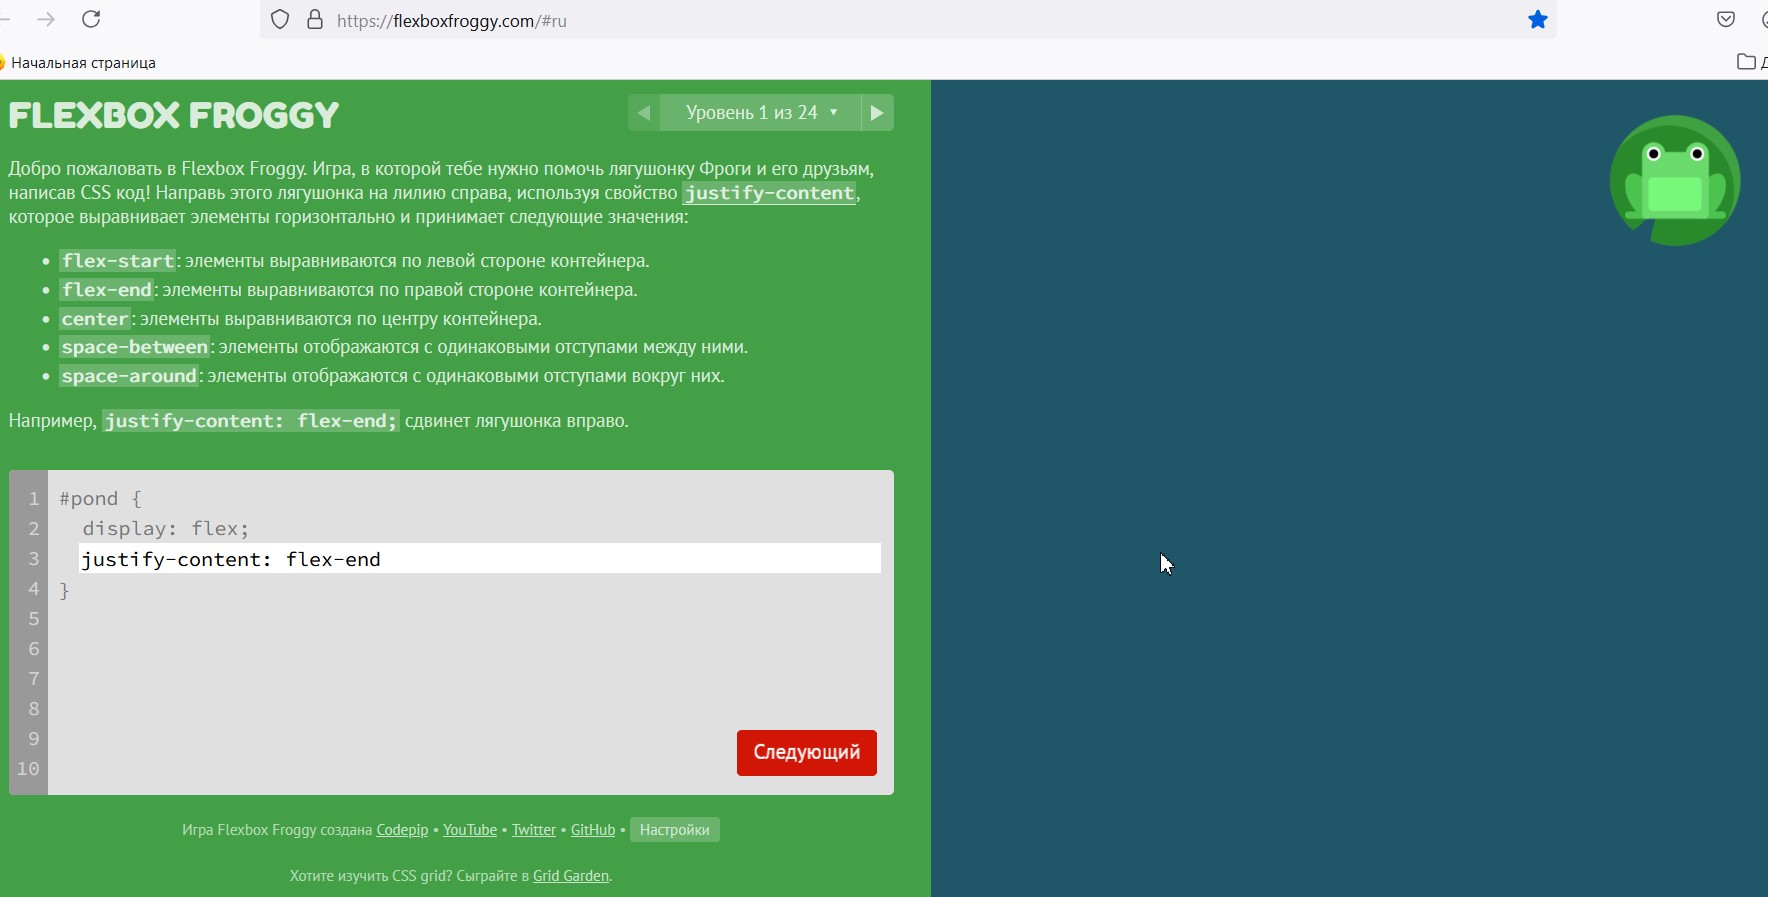 https://flexboxfroggy.com/#ru
Начальная страница
FLEXBOX FROGGY
Уровень 1 из 24
Добро пожаловать в Flexbox Froggy. Игра, в которой тебе нужно помочь лягушонку Фроги и его друзьям,
написав CSS код! Направь этого лягушонка на лилию справа, используя свойство justify-content,
которое выравнивает элементы горизонтально и принимает следующие значения:
• flex-start: элементы выравниваются по левой стороне контейнера.
• flex-end: элементы выравниваются по правой стороне контейнера.
• center: элементы выравниваются по центру контейнера.
• space-between: элементы отображаются с одинаковыми отступами между ними.
• space-around: элементы отображаются с одинаковыми отступами вокруг них.
Например, justify-content: flex-end; сдвинет лягушонка вправо.
1 #pond {
2 display: flex;
3 justify-content: flex-end
4 }
5
6
7
8
9
10
Следующий
Игра Flexbox Froggy создана Codepip • YouTube • Twitter • GitHub • Настройки
Хотите изучить CSS grid? Сыграйте в Grid Garden.